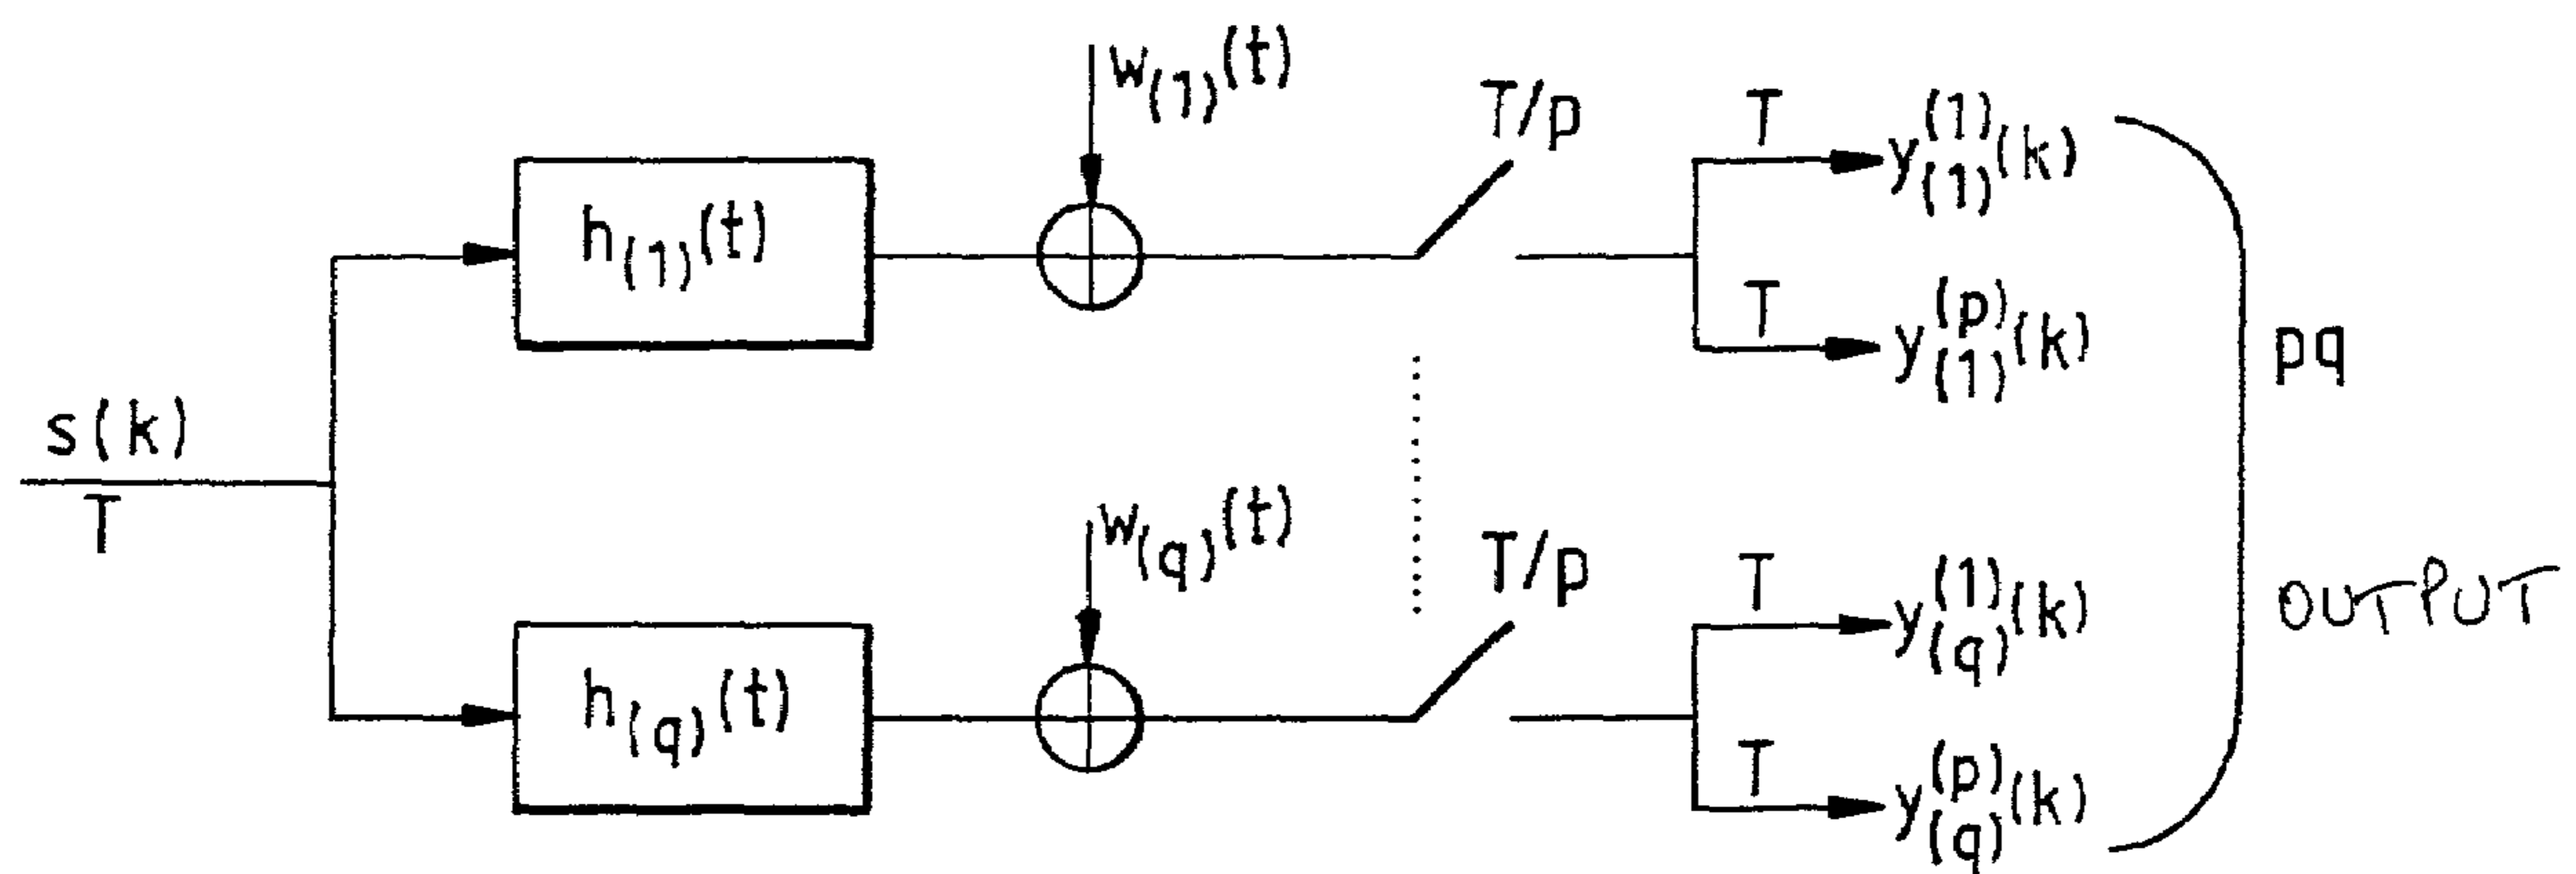 w(1)(t)
T/p
T
y(1)(1)(k)
h(1)(t)
T
y(p)(1)(k)
pq
s(k)
T
w(q)(t)
T/p
T
y(1)(q)(k)
OUTPUT
h(q)(t)
T
y(p)(q)(k)